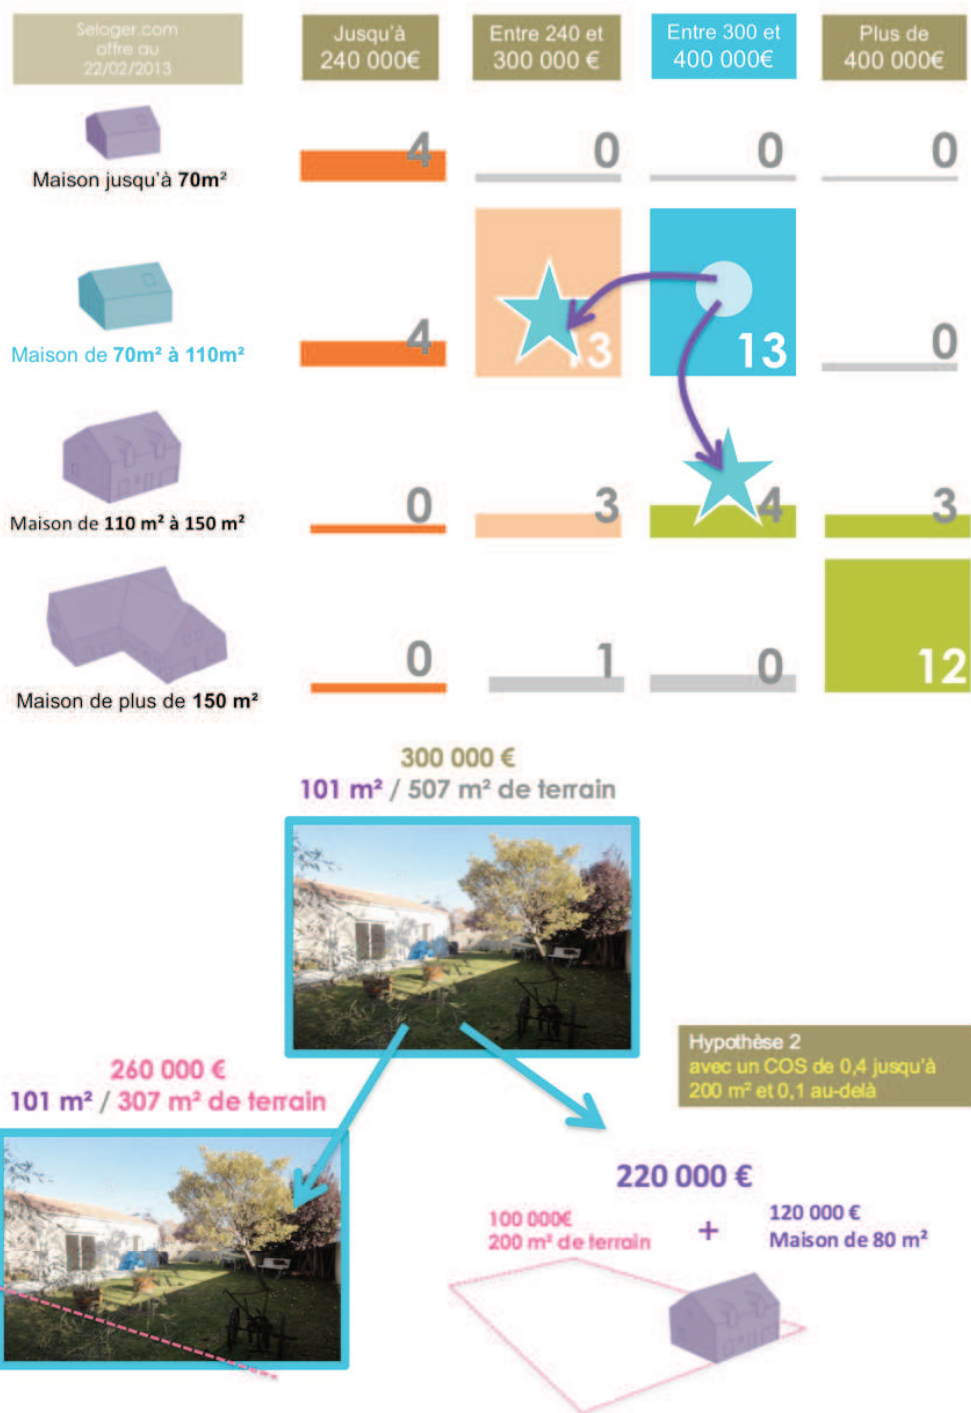 Seloger.com
offre au
22/02/2013
Jusqu'à
240 000€
Entre 240 et
300 000 €
Entre 300 et
400 000€
Plus de
400 000€
Maison jusqu'à 70m²
4
0
0
0
Maison de 70m² à 110m²
4
13
13
0
Maison de 110 m² à 150 m²
0
3
4
3
Maison de plus de 150 m²
0
1
0
12
300 000 €
101 m² / 507 m² de terrain
Hypothèse 2
avec un COS de 0,4 jusqu'à
200 m² et 0,1 au-delà
260 000 €
101 m² / 307 m² de terrain
220 000 €
100 000€
200 m² de terrain
+
120 000 €
Maison de 80 m²